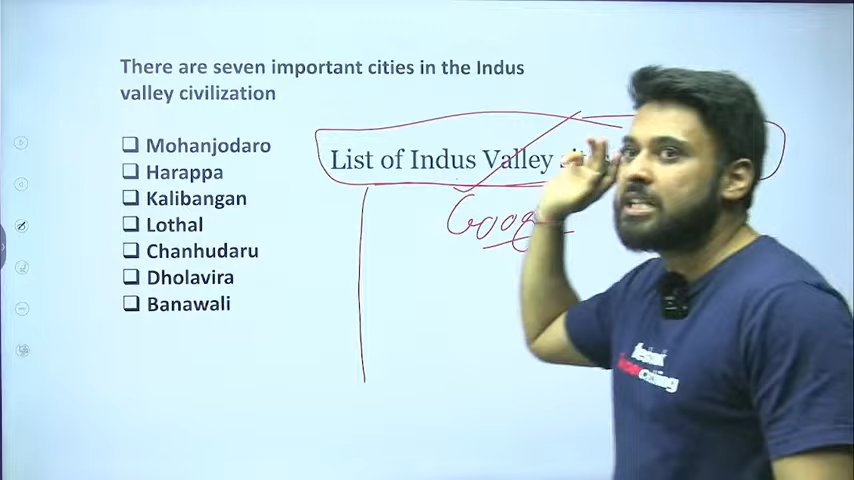 There are seven important cities in the Indus
valley civilization
❑ Mohanjodaro
❑ Harappa
❑ Kalibangan
❑ Lothal
❑ Chanhudaru
❑ Dholavira
❑ Banawali
List of Indus Valley